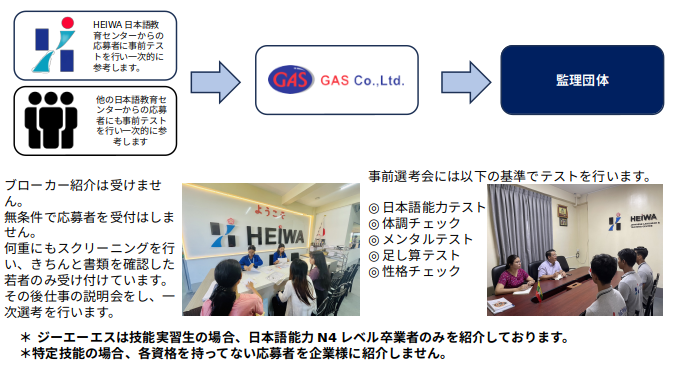 HEIWA 日本語教
育センターからの
応募者に事前テス
トを行い一次的に
参考します。
他の日本語教育セ
ンターからの応募
者にも事前テスト
を行い一次的に参
考します
GAS
GAS Co.,Ltd.
監理団体
ブローカー紹介は受けませ
ん。
無条件で応募者を受付はしま
せん。
何重にもスクリーニングを行
い、きちんと書類を確認した
若者のみ受け付けています。
その後仕事の説明会をし、一
次選考を行います。
ようこそ
HEIWA
事前選考会には以下の基準でテストを行います。
◎日本語能力テスト
◎体調チェック
◎メンタルテスト
◎足し算テスト
◎性格チェック
HEIWA
＊ ジーエーエスは技能実習生の場合、日本語能力 N4 レベル卒業者のみを紹介しております。
＊特定技能の場合、各資格を持ってない応募者を企業様に紹介しません。